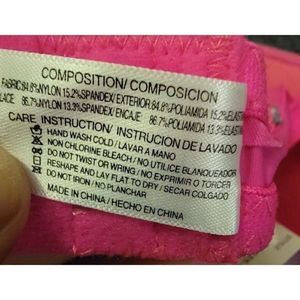 COMPOSITION/ COMPOSICION
FABRIC:84.8%NYLON 15.2%SPANDEX/ EXTERIOR:84.8%POLIAMIDA 15.2%ELAST
LACE: 86.7%NYLON 13.3%SPANDEX/ ENCAJE: 86.7%POLIAMIDA 13.3%ELAST
CARE INSTRUCTION/ INSTRUCION DE LAVADO
HAND WASH COLD/ LAVAR A MANO
NON CHLORINE BLEACH/ NO UTILICE BLANQUEADOR
DO NOT TWIST OR WRING / NO EXPRIMIR O TORCER
RESHAPE AND LAY FLAT TO DRY/ SECAR COLGADO
DO NOT IRON/ NO PLANCHAR
MADE IN CHINA/ HECHO EN CHINA